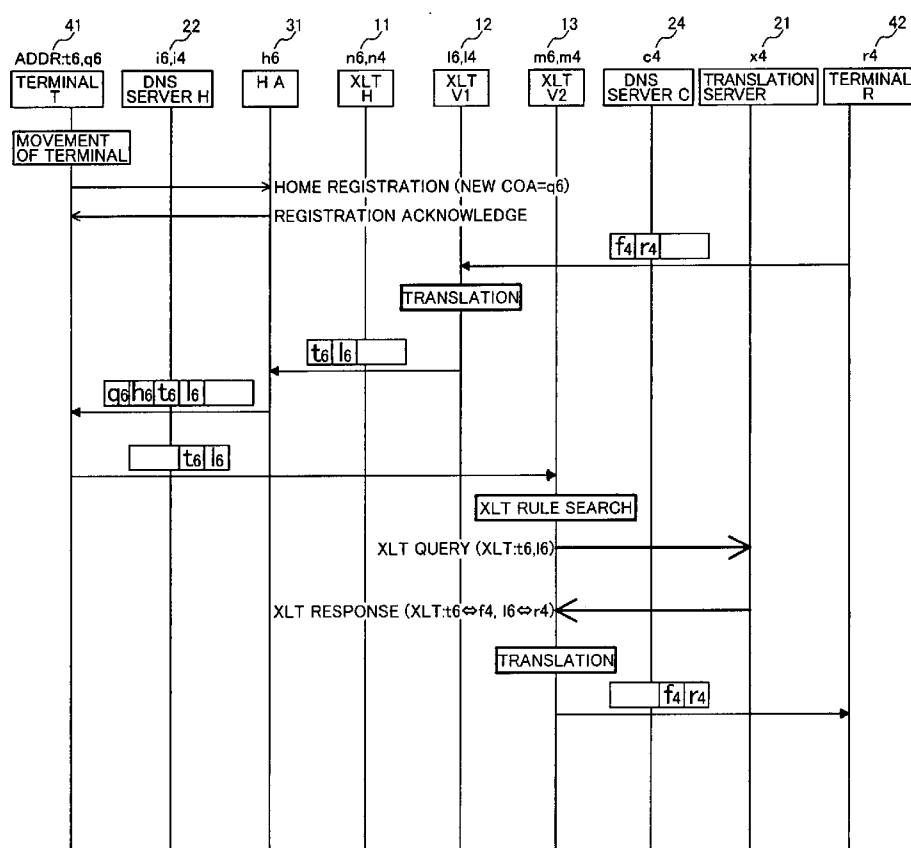 41 22 31 11 12 13 24 21 42
ADDR:t6,q6 i6,i4 h6 n6,n4 l6,l4 m6,m4 c4 x4 r4
TERMINAL T
DNS SERVER H
H A
XLT H
XLT V1
XLT V2
DNS SERVER C
TRANSLATION SERVER
TERMINAL R
MOVEMENT OF TERMINAL
HOME REGISTRATION (NEW COA=q6)
REGISTRATION ACKNOWLEDGE
f4 r4
TRANSLATION
t6 l6
q6 h6 t6 l6
t6 l6
XLT RULE SEARCH
XLT QUERY (XLT:t6,l6)
XLT RESPONSE (XLT:t6⇔f4, l6⇔r4)
TRANSLATION
f4 r4